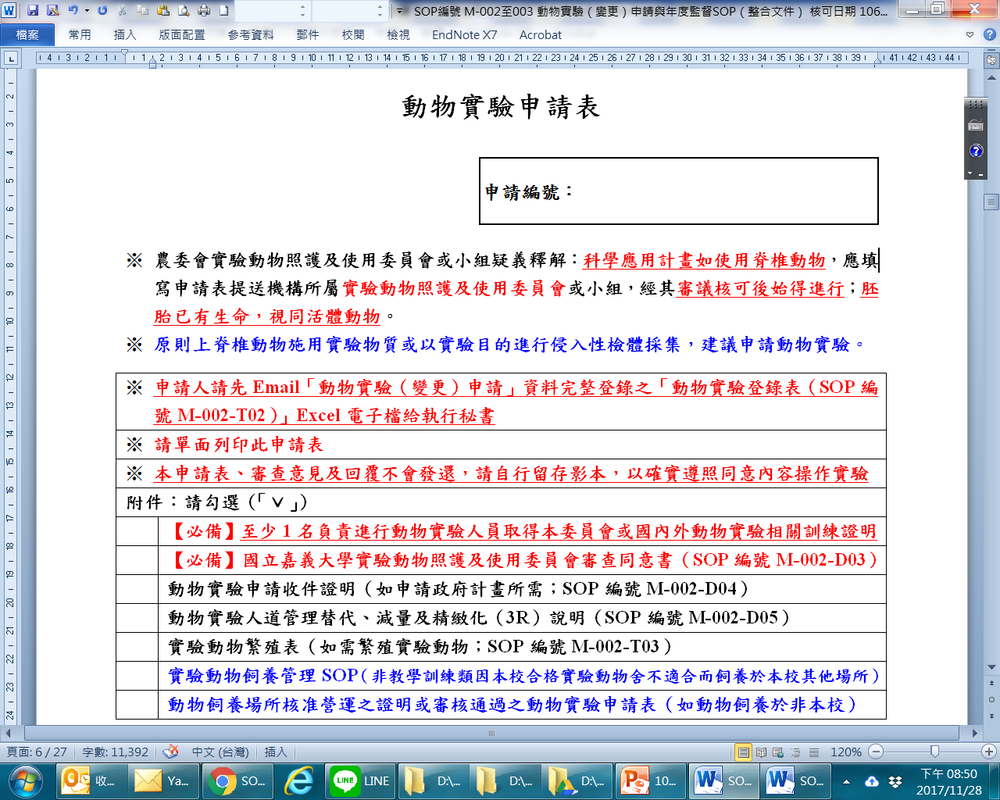 SOP編號 M-002至003 動物實驗（變更）申請與年度監督SOP（整合文件） 核可日期 106...
檔案 常用 插入 版面配置 參考資料 郵件 校閱 檢視 EndNote X7 Acrobat
動物實驗申請表
申請編號：
※ 農委會實驗動物照護及使用委員會或小組疑義釋解：科學應用計畫如使用脊椎動物，應填
寫申請表提送機構所屬實驗動物照護及使用委員會或小組，經其審議核可後始得進行；胚
胎已有生命，視同活體動物。
※ 原則上脊椎動物施用實驗物質或以實驗目的進行侵入性檢體採集，建議申請動物實驗。
※ 申請人請先 Email「動物實驗（變更）申請」資料完整登錄之「動物實驗登錄表（SOP 編
號 M-002-T02）」Excel 電子檔給執行秘書
※ 請單面列印此申請表
※ 本申請表、審查意見及回覆不會發還，請自行留存影本，以確實遵照同意內容操作實驗
附件：請勾選（「∨」）
【必備】至少 1 名負責進行動物實驗人員取得本委員會或國內外動物實驗相關訓練證明
【必備】國立嘉義大學實驗動物照護及使用委員會審查同意書（SOP 編號 M-002-D03）
動物實驗申請收件證明（如申請政府計畫所需；SOP 編號 M-002-D04）
動物實驗人道管理替代、減量及精緻化（3R）說明（SOP 編號 M-002-D05）
實驗動物繁殖表（如需繁殖實驗動物；SOP 編號 M-002-T03）
實驗動物飼養管理 SOP（非教學訓練類因本校合格實驗動物舍不適合而飼養於本校其他場所）
動物飼養場所核准營運之證明或審核通過之動物實驗申請表（如動物飼養於非本校）
頁面: 6 / 27 字數: 11,392 中文 (台灣) 插入 120%
收... Ya... SO... LINE D:\... D:\... D:\... 10... SO... SO... 下午 08:50
2017/11/28